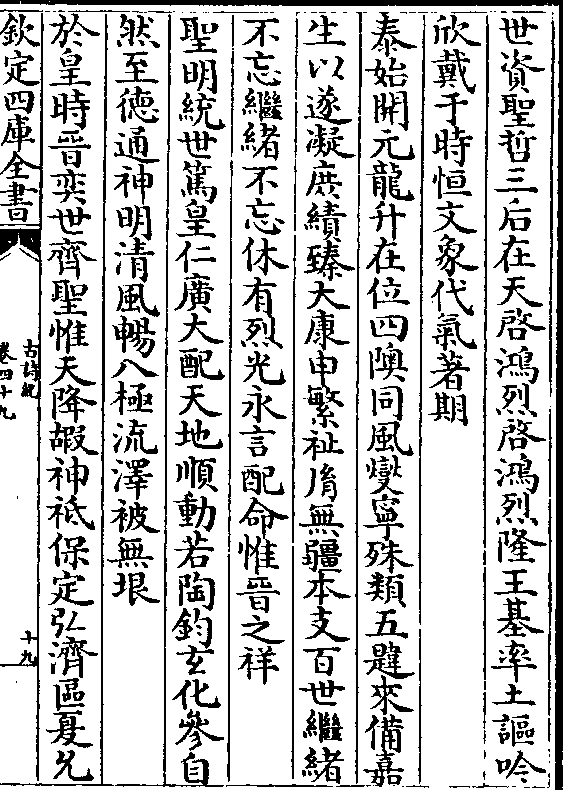 世資聖哲三后在天啓鴻烈啓鴻烈隆王基率土謳吟
欣戴于時恒文象代氣著期
泰始開元龍升在位四隩同風燮寧殊類五韙來備嘉
生以遂凝庶績臻大康申繁祉胤無疆本支百世繼緒
不忘繼緒不忘休有烈光永言配命惟晉之祥
聖明統世篤皇仁廣大配天地順動若陶鈞玄化參自
然至德通神明清風暢八極流澤被無垠
於皇時晉奕世齊聖惟天降嘏神祇保定弘濟區夏允
欽定四庫全書
古詩紀
卷四十九
十九